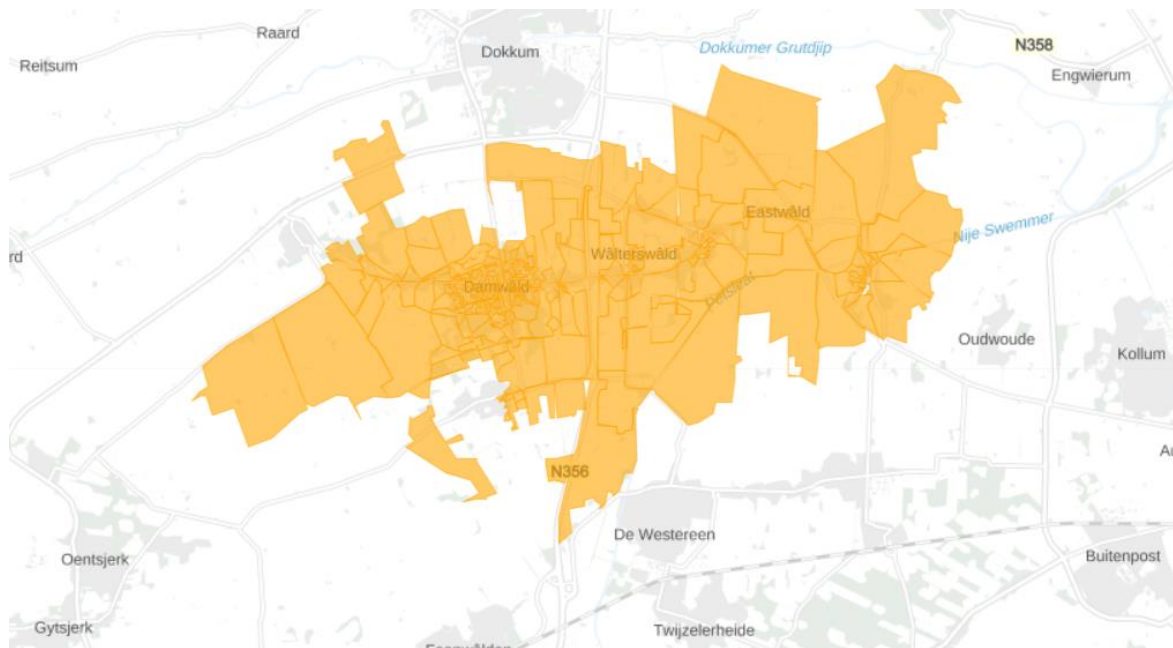 Raard
Reitsum
Dokkum
Dokkumer Grutdjip
N358
Engwierum
Eastwâld
Nije Swemmer
rd
Wâlterswâld
Damwâld
Oudwoude
Kollum
N356
De Westereen
Oentsjerk
Buitenpost
Gytsjerk
Twijzelerheide